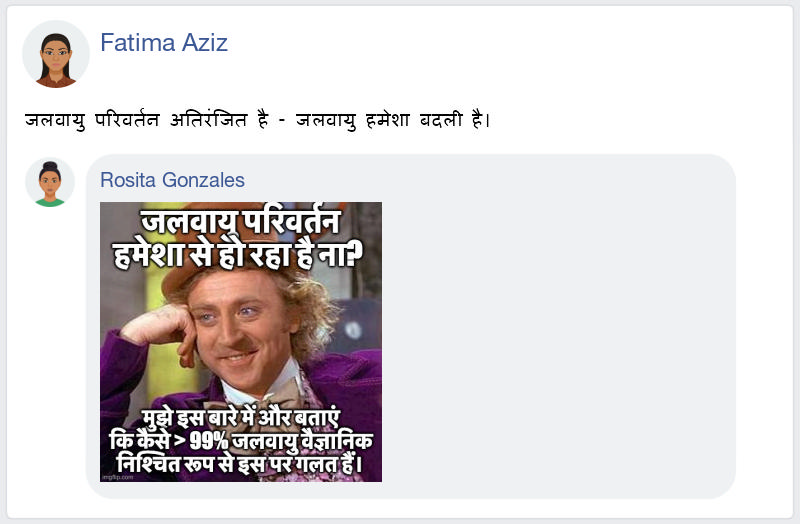 Fatima Aziz
जलवायु परिवर्तन अतिरंजित है - जलवायु हमेशा बदली है।
Rosita Gonzales
जलवायु परिवर्तन
हमेशा से हो रहा है ना?
मुझे इस बारे में और बताएं
कि कैसे > 99% जलवायु वैज्ञानिक
निश्चित रूप से इस पर गलत हैं।
imgflip.com